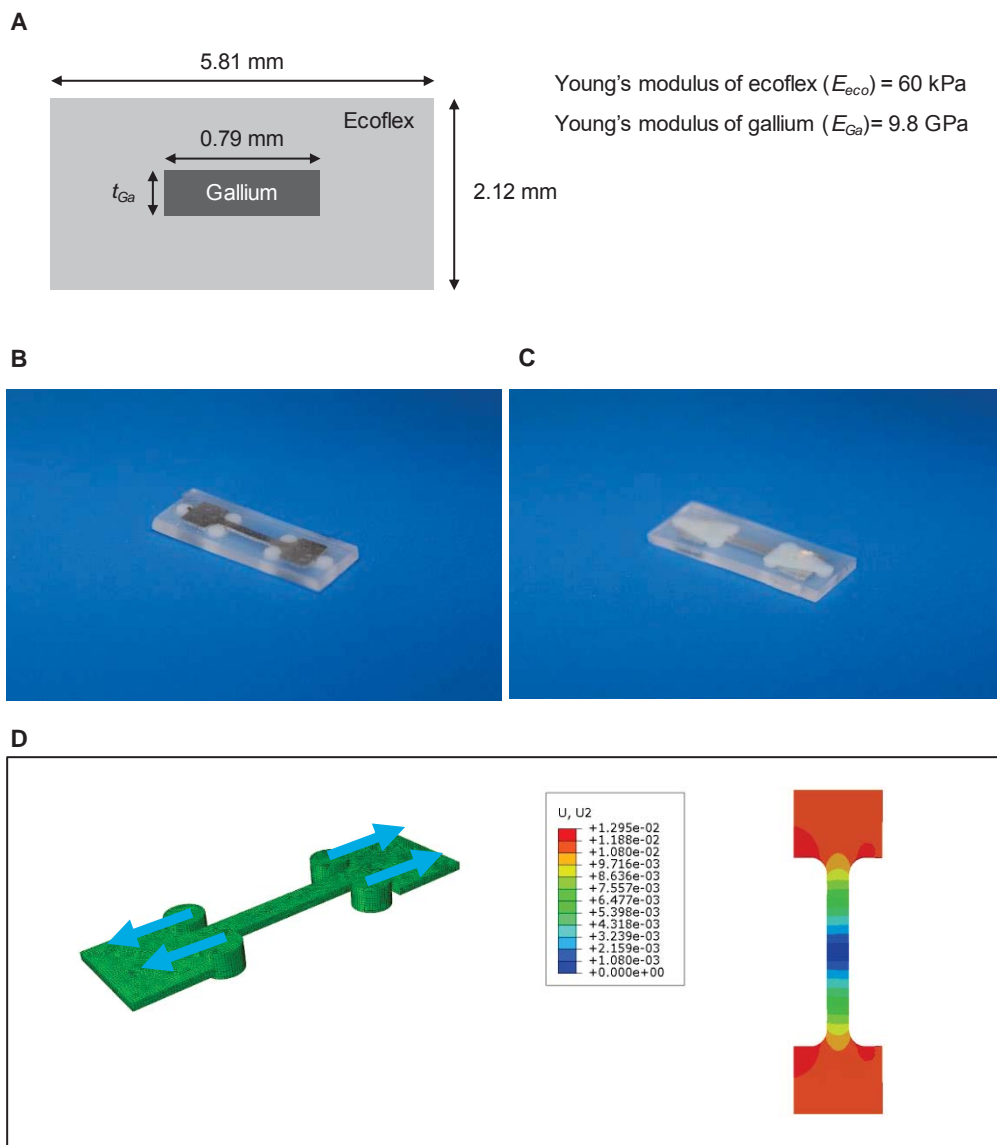 A
5.81 mm
Ecoflex
0.79 mm
t_Ga
Gallium
2.12 mm
Young’s modulus of ecoflex (E_eco) = 60 kPa
Young’s modulus of gallium (E_Ga)= 9.8 GPa
B
C
D
U, U2
+1.295e-02
+1.188e-02
+1.080e-02
+9.716e-03
+8.636e-03
+7.557e-03
+6.477e-03
+5.398e-03
+4.318e-03
+3.239e-03
+2.159e-03
+1.080e-03
+0.000e+00